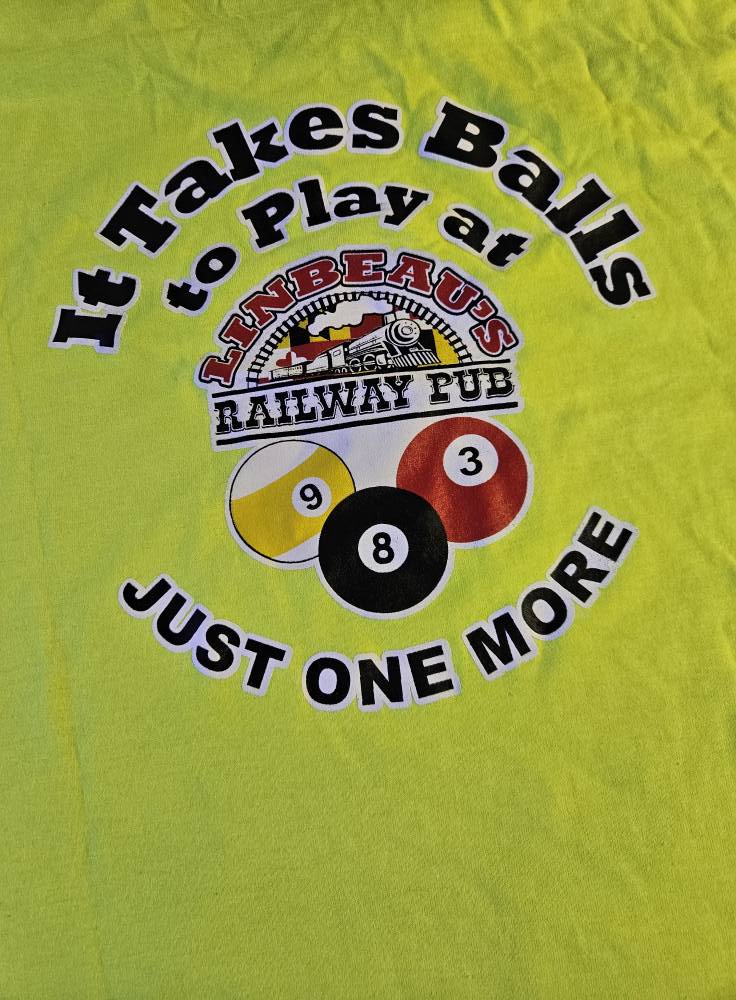 It Takes Balls
to Play at
LINBEAU'S
RAILWAY PUB
9
3
8
JUST ONE MORE